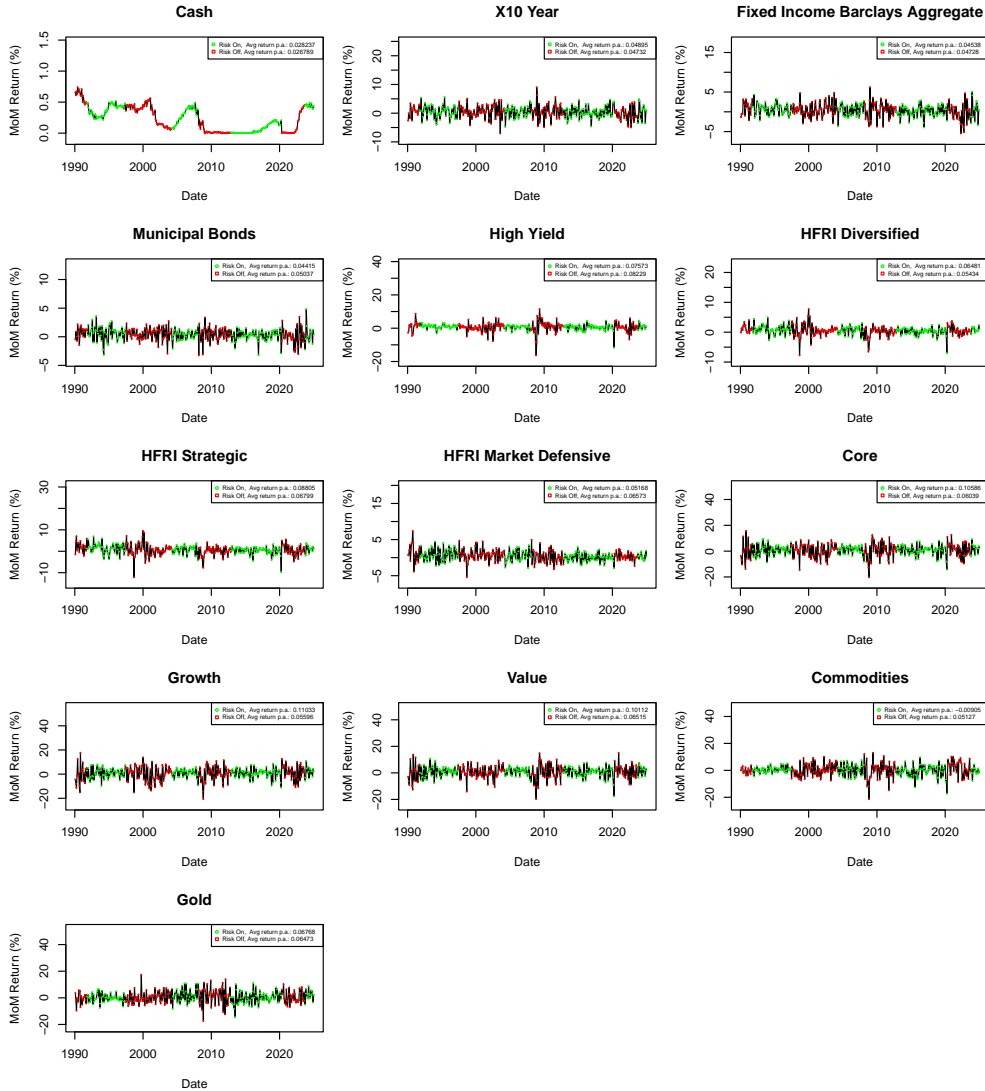 Cash
MoM Return (%)
1.5
1.0
0.5
0.0
Risk On, Avg return p.a.: 0.028237
Risk Off, Avg return p.a.: 0.026789
1990 2000 2010 2020
Date
X10 Year
MoM Return (%)
20
10
0
−10
Risk On, Avg return p.a.: 0.04895
Risk Off, Avg return p.a.: 0.04732
1990 2000 2010 2020
Date
Fixed Income Barclays Aggregate
MoM Return (%)
15
5
−5
Risk On, Avg return p.a.: 0.04538
Risk Off, Avg return p.a.: 0.04728
1990 2000 2010 2020
Date
Municipal Bonds
MoM Return (%)
10
5
0
−5
Risk On, Avg return p.a.: 0.04415
Risk Off, Avg return p.a.: 0.05037
1990 2000 2010 2020
Date
High Yield
MoM Return (%)
40
20
0
−20
Risk On, Avg return p.a.: 0.07573
Risk Off, Avg return p.a.: 0.08229
1990 2000 2010 2020
Date
HFRI Diversified
MoM Return (%)
20
10
0
−10
Risk On, Avg return p.a.: 0.06481
Risk Off, Avg return p.a.: 0.05434
1990 2000 2010 2020
Date
HFRI Strategic
MoM Return (%)
30
10
−10
Risk On, Avg return p.a.: 0.08805
Risk Off, Avg return p.a.: 0.06799
1990 2000 2010 2020
Date
HFRI Market Defensive
MoM Return (%)
15
5
−5
Risk On, Avg return p.a.: 0.05168
Risk Off, Avg return p.a.: 0.06573
1990 2000 2010 2020
Date
Core
MoM Return (%)
40
20
0
−20
Risk On, Avg return p.a.: 0.10586
Risk Off, Avg return p.a.: 0.06039
1990 2000 2010 2020
Date
Growth
MoM Return (%)
40
20
0
−20
Risk On, Avg return p.a.: 0.11033
Risk Off, Avg return p.a.: 0.05596
1990 2000 2010 2020
Date
Value
MoM Return (%)
40
20
0
−20
Risk On, Avg return p.a.: 0.10112
Risk Off, Avg return p.a.: 0.06515
1990 2000 2010 2020
Date
Commodities
MoM Return (%)
40
20
0
−20
Risk On, Avg return p.a.: −0.00905
Risk Off, Avg return p.a.: 0.05127
1990 2000 2010 2020
Date
Gold
MoM Return (%)
40
20
0
−20
Risk On, Avg return p.a.: 0.06768
Risk Off, Avg return p.a.: 0.06473
1990 2000 2010 2020
Date